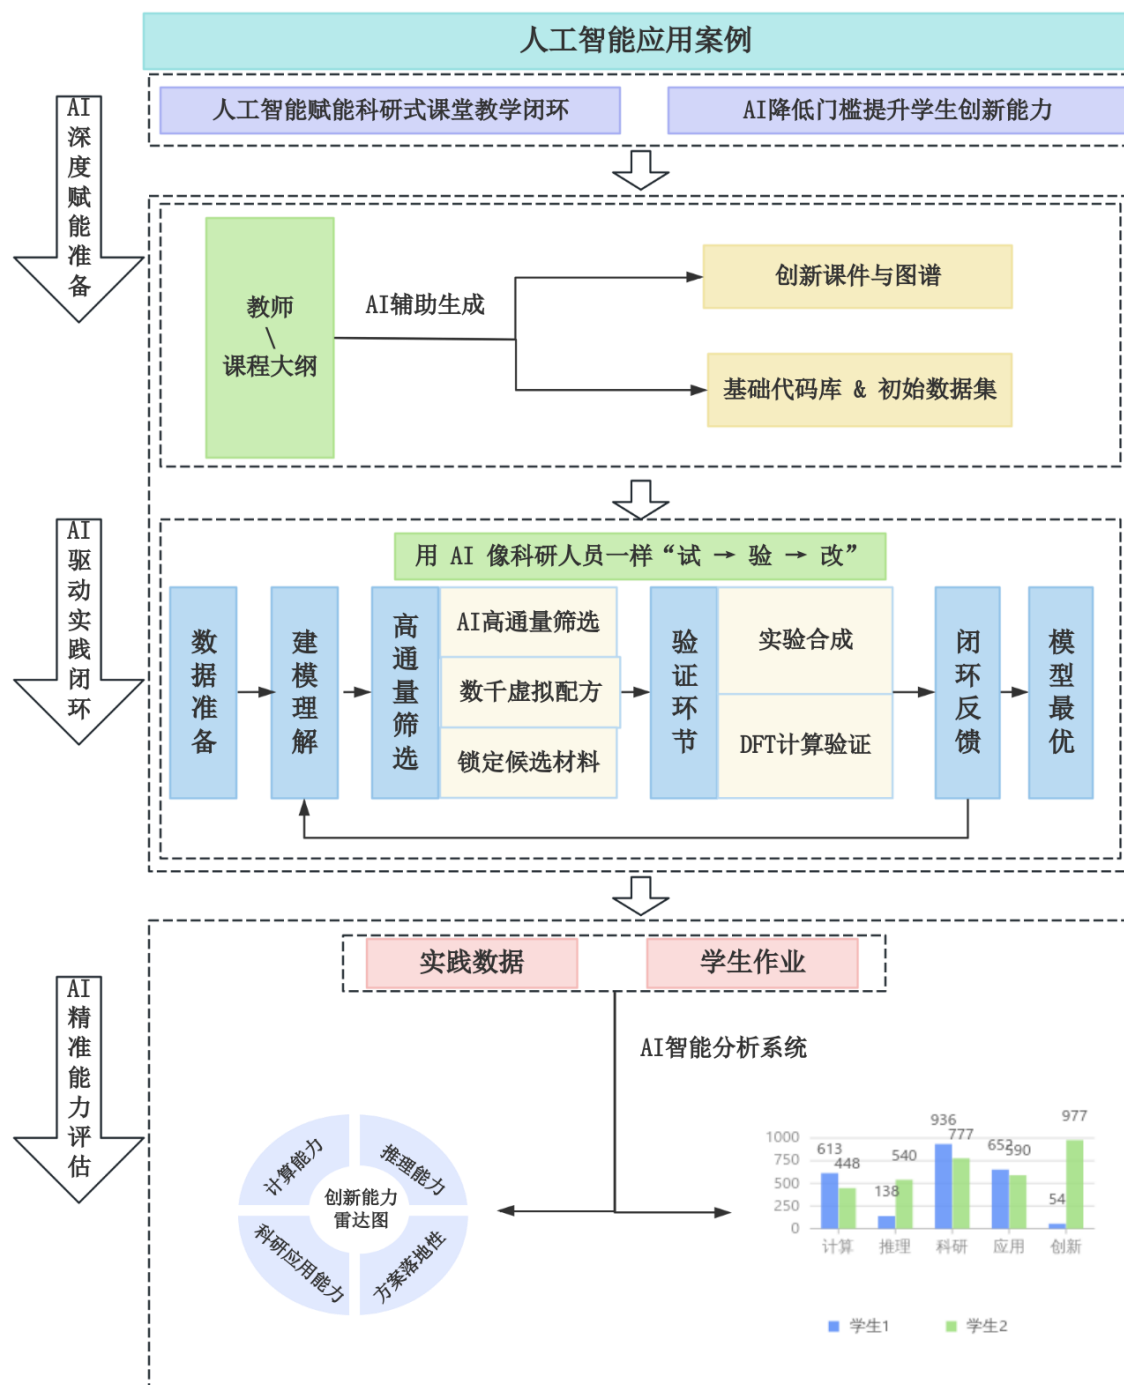 人工智能应用案例
人工智能赋能科研式课堂教学闭环
AI降低门槛提升学生创新能力
AI
深
度
赋
能
准
备
教师
\
课程大纲
AI辅助生成
创新课件与图谱
基础代码库 & 初始数据集
AI
驱
动
实
践
闭
环
用 AI 像科研人员一样“试 → 验 → 改”
数
据
准
备
建
模
理
解
高
通
量
筛
选
AI高通量筛选
数千虚拟配方
锁定候选材料
验
证
环
节
实验合成
DFT计算验证
闭
环
反
馈
模
型
最
优
AI
精
准
能
力
评
估
实践数据
学生作业
AI智能分析系统
计算能力
推理能力
创新能力
雷达图
科研应用能力
方案落地性
1000
750
500
250
0
613
448
138
540
936
777
652
590
54
977
计算
推理
科研
应用
创新
学生1
学生2